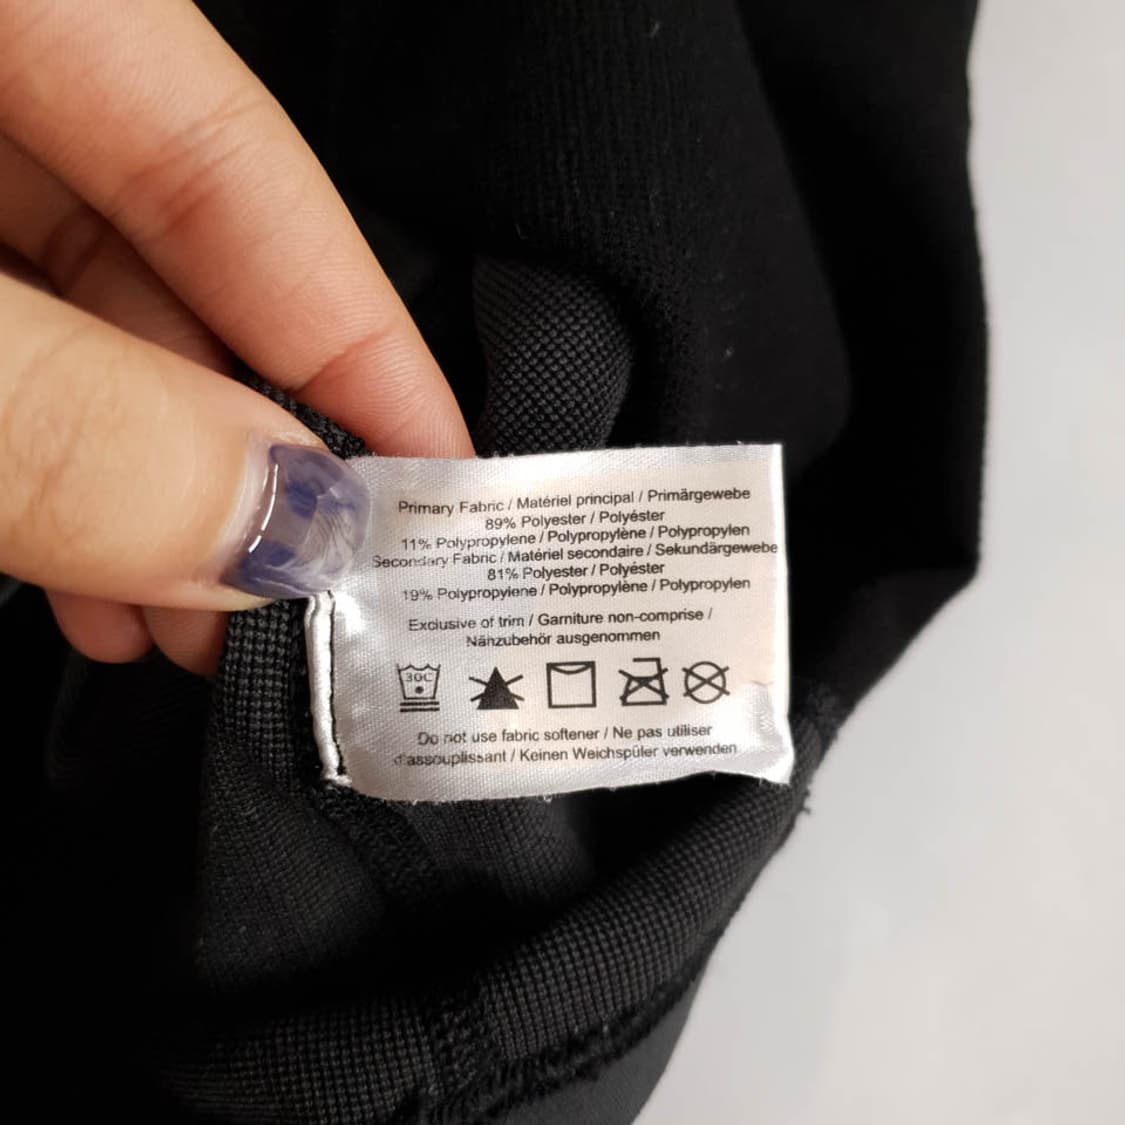 Primary Fabric / Matériel principal / Primärgewebe
89% Polyester / Polyéster
11% Polypropylene / Polypropylène / Polypropylen
Secondary Fabric / Matériel secondaire / Sekundärgewebe
81% Polyester / Polyéster
19% Polypropylene / Polypropylène / Polypropylen
Exclusive of trim / Garniture non-comprise /
Nänzubehör ausgenommen
30C
Do not use fabric softener / Ne pas utiliser
d'assouplissant / Keinen Weichspüler verwenden